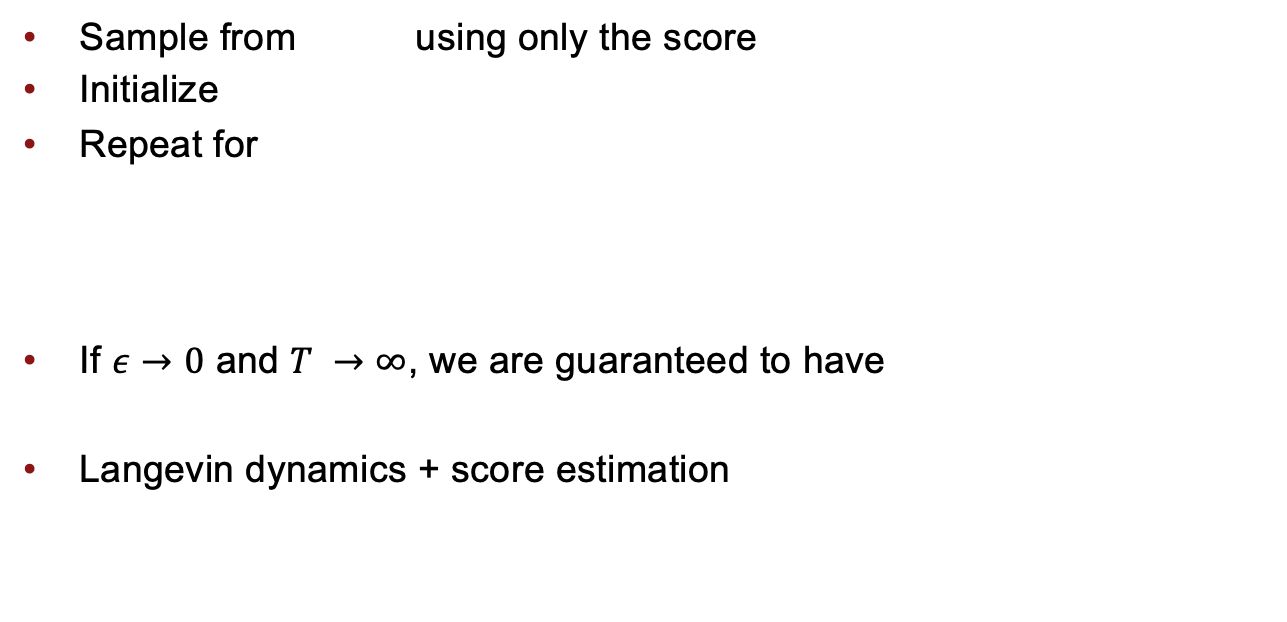 • Sample from using only the score
• Initialize
• Repeat for
• If ϵ → 0 and T → ∞, we are guaranteed to have
• Langevin dynamics + score estimation